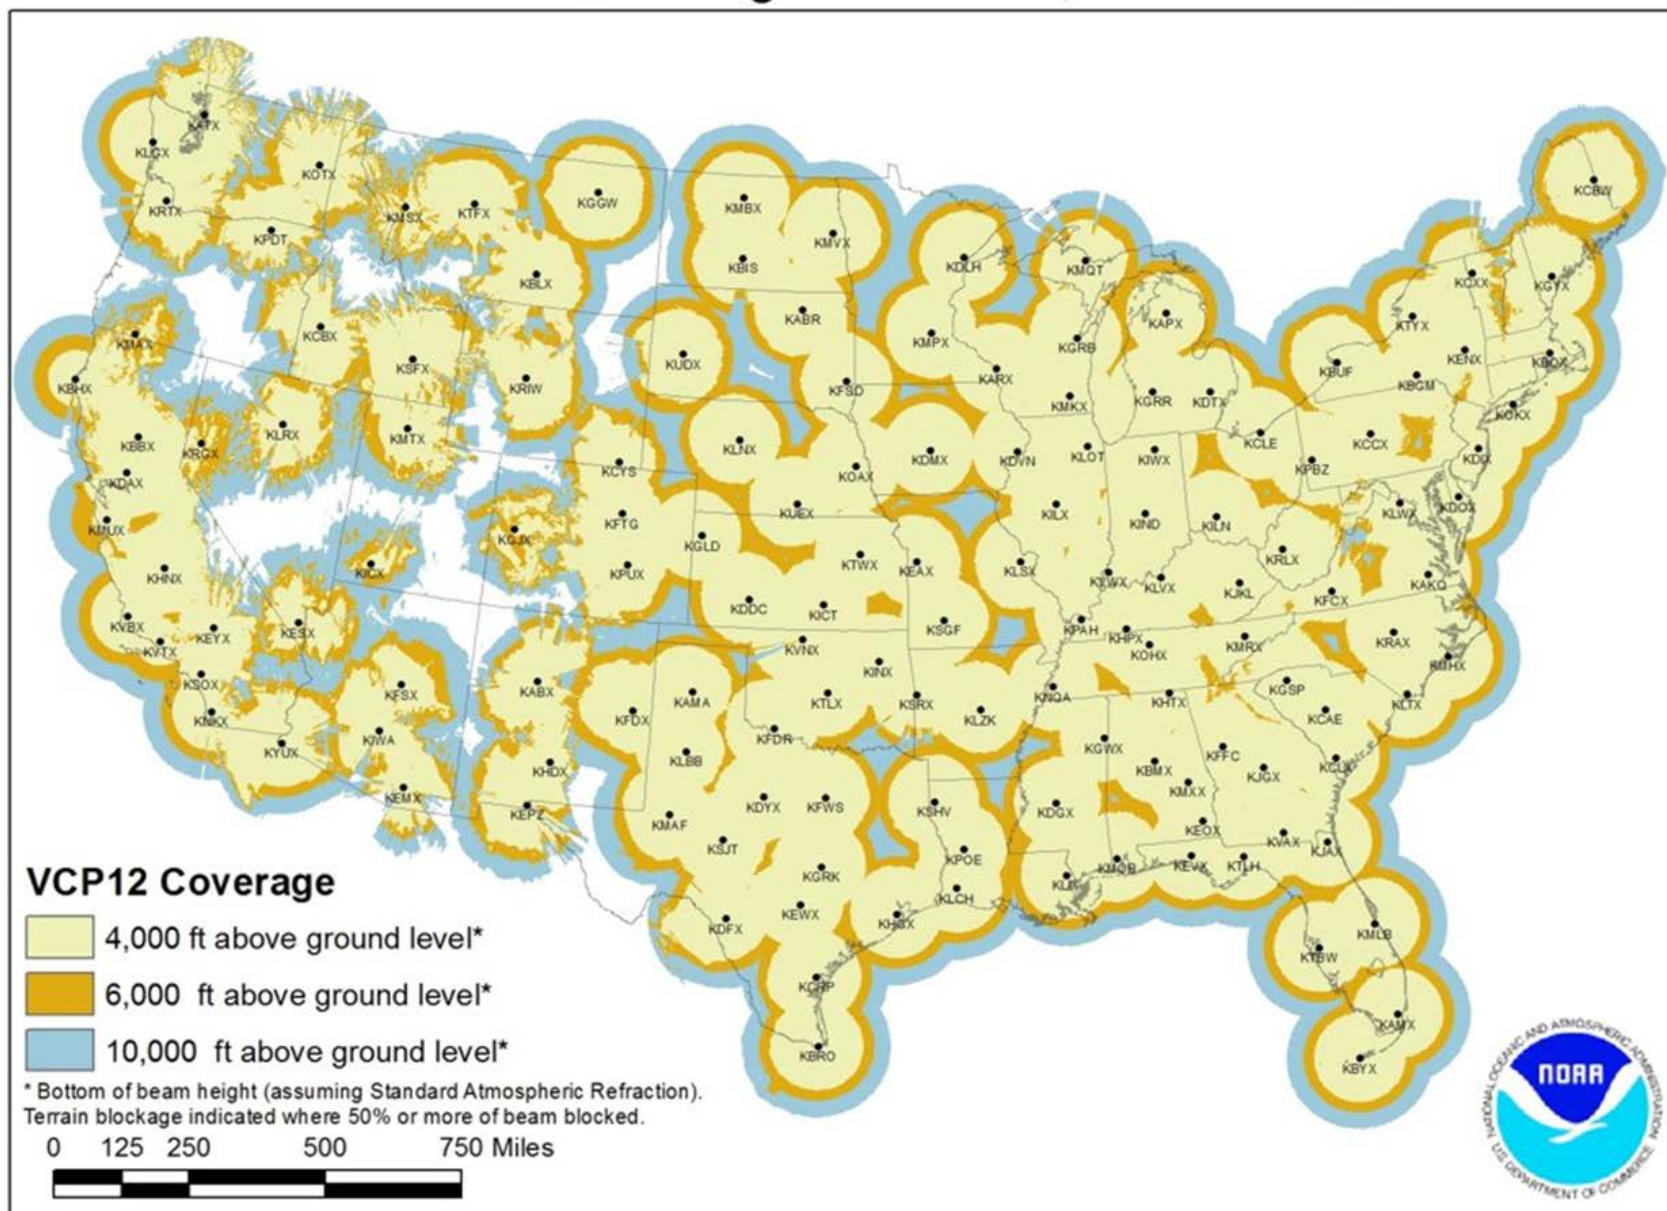 KATX
KLGX
KOTX
KRTX
KMSX
KTFX
KGGW
KMBX
KCBW
KPDT
KMVX
KBLX
KBIS
KDLH
KMQT
KCXX
KGYX
KMAX
KCBX
KABR
KAPX
KTYX
KMPX
KGRB
KSFX
KUDX
KENX
KBOX
KBHX
KRIW
KFSD
KARX
KBUF
KBGM
KMKX
KGRR
KDTX
KOKX
KBBX
KRGX
KLRX
KMTX
KLNX
KDMX
KDVN
KLOT
KIWX
KCLE
KCCX
KDIX
KDAX
KCYS
KOAX
KPBZ
KMUX
KGJX
KFTG
KUEX
KILX
KIND
KILN
KLWX
KDOX
KHNX
KICX
KPUX
KGLD
KTWX
KEAX
KLSX
KVWX
KLVX
KJKL
KRLX
KFCX
KAKQ
KVBX
KEYX
KESX
KDDC
KICT
KSGF
KPAH
KHPX
KVTX
KVNX
KOHX
KMRX
KRAX
KSOX
KFSX
KABX
KAMA
KINX
KMHX
KNKX
KFDX
KTLX
KSRX
KLZK
KNQA
KHTX
KGSP
KLTX
KYUX
KIWA
KLBB
KFDR
KGWX
KFFC
KCAE
KHDX
KBMX
KJGX
KCLX
KEMX
KEPZ
KMAF
KDYX
KFWS
KSHV
KDGX
KMXX
KSJT
KGRK
KPOE
KEOX
KVAX
KJAX
KDFX
KEWX
KHGX
KLCH
KLIX
KMOB
KEVX
KTLH
KCRP
KTBW
KMLB
KBRO
KAMX
KBYX
VCP12 Coverage
4,000 ft above ground level*
6,000 ft above ground level*
10,000 ft above ground level*
* Bottom of beam height (assuming Standard Atmospheric Refraction).
Terrain blockage indicated where 50% or more of beam blocked.
0 125 250 500 750 Miles
NATIONAL OCEANIC AND ATMOSPHERIC ADMINISTRATION
NOAA
U.S. DEPARTMENT OF COMMERCE